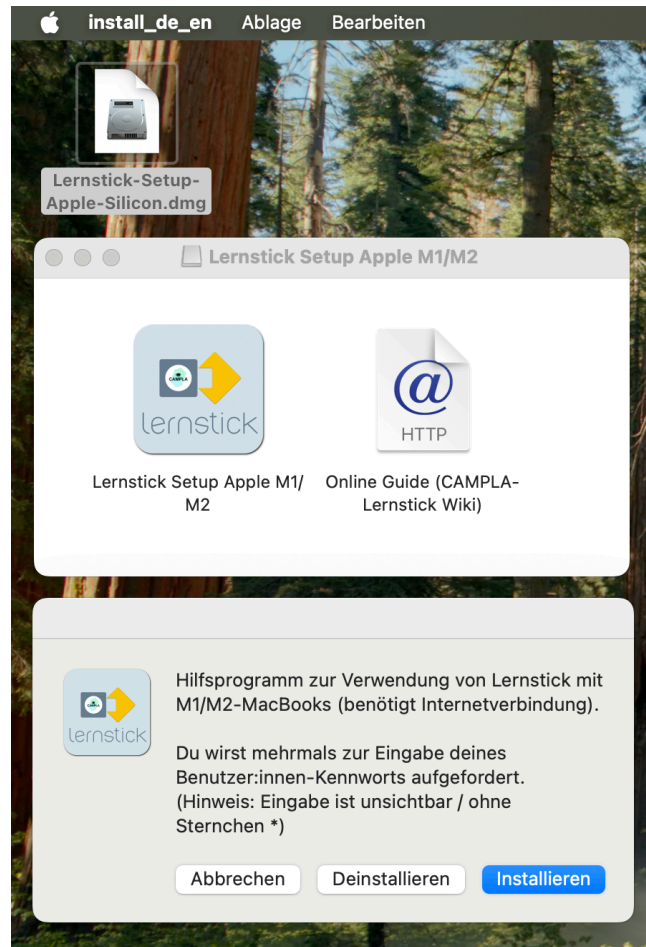 install_de_en Ablage Bearbeiten
Lernstick-Setup-
Apple-Silicon.dmg
Lernstick Setup Apple M1/M2
CAMPLA
lernstick
@
HTTP
Lernstick Setup Apple M1/
M2
Online Guide (CAMPLA-
Lernstick Wiki)
lernstick
Hilfsprogramm zur Verwendung von Lernstick mit
M1/M2-MacBooks (benötigt Internetverbindung).
Du wirst mehrmals zur Eingabe deines
Benutzer:innen-Kennworts aufgefordert.
(Hinweis: Eingabe ist unsichtbar / ohne
Sternchen *)
Abbrechen Deinstallieren Installieren